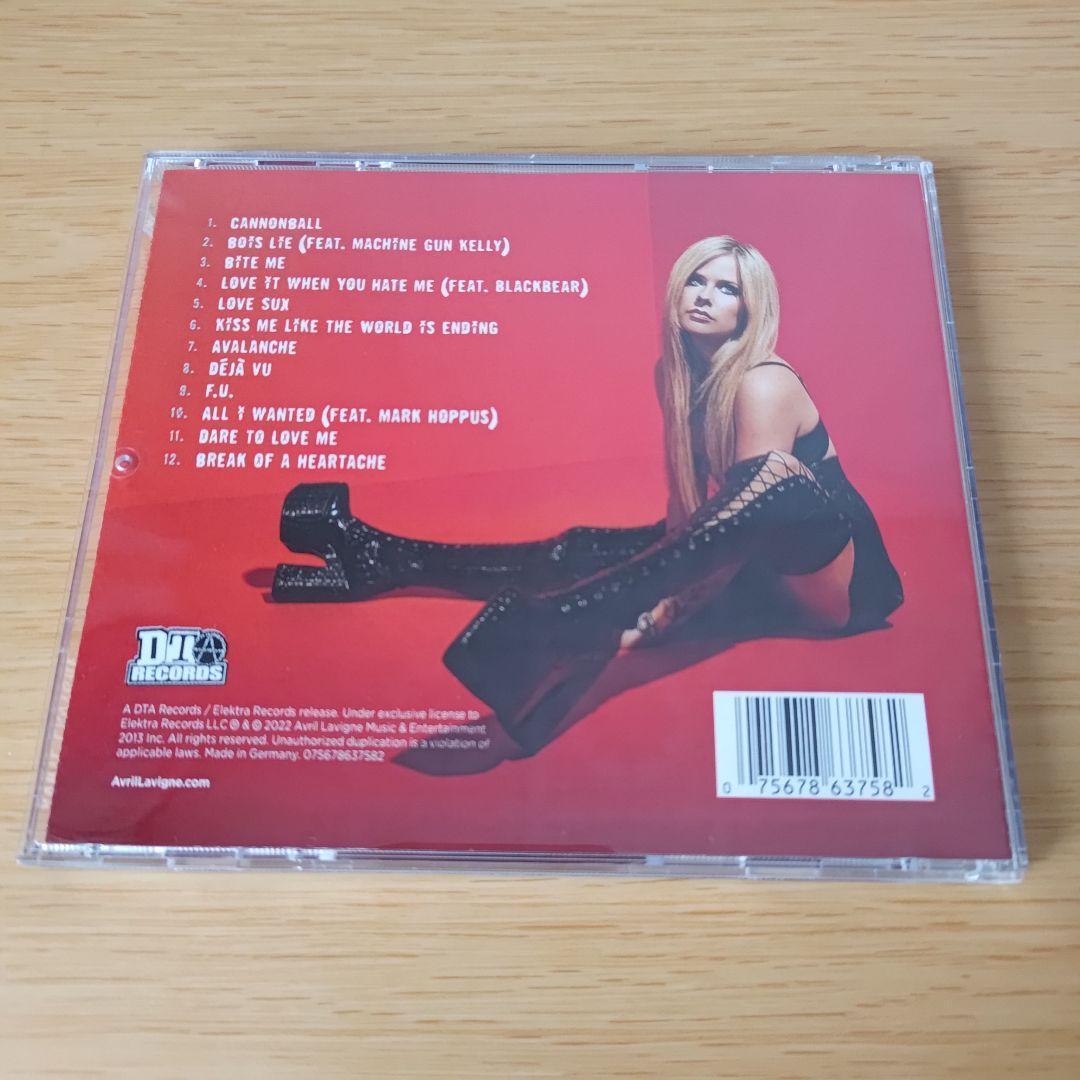 1. CANNONBALL
2. BOiS LiE (FEAT. MACHiNE GUN KELLY)
3. BiTE ME
4. LOVE iT WHEN YOU HATE ME (FEAT. BLACKBEAR)
5. LOVE SUX
6. KiSS ME LiKE THE WORLD iS ENDiNG
7. AVALANCHE
8. DÉJÀ VU
9. F.U.
10. ALL i WANTED (FEAT. MARK HOPPUS)
11. DARE TO LOVE ME
12. BREAK OF A HEARTACHE
DTA
RECORDS
A DTA Records / Elektra Records release. Under exclusive license to
Elektra Records LLC ℗ & © 2022 Avril Lavigne Music & Entertainment
2013 Inc. All rights reserved. Unauthorized duplication is a violation of
applicable laws. Made in Germany. 075678637582
AvrilLavigne.com
0 75678 63758 2